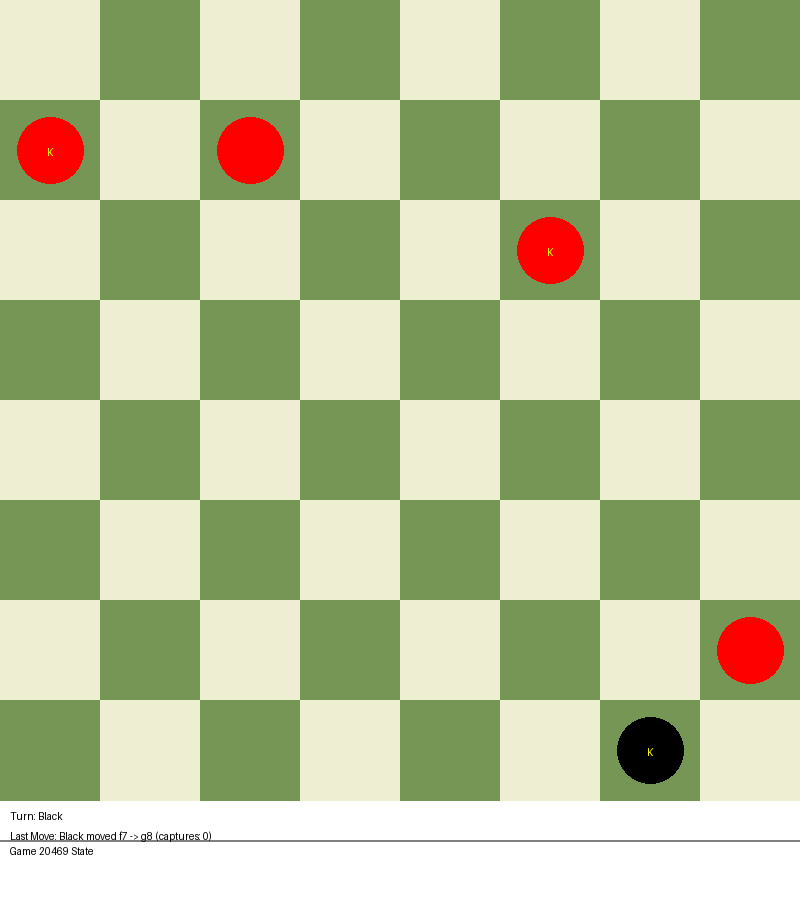 K
K
K
Turn: Black
Last Move: Black moved f7 -> g8 (captures: 0)
Game 20469 State